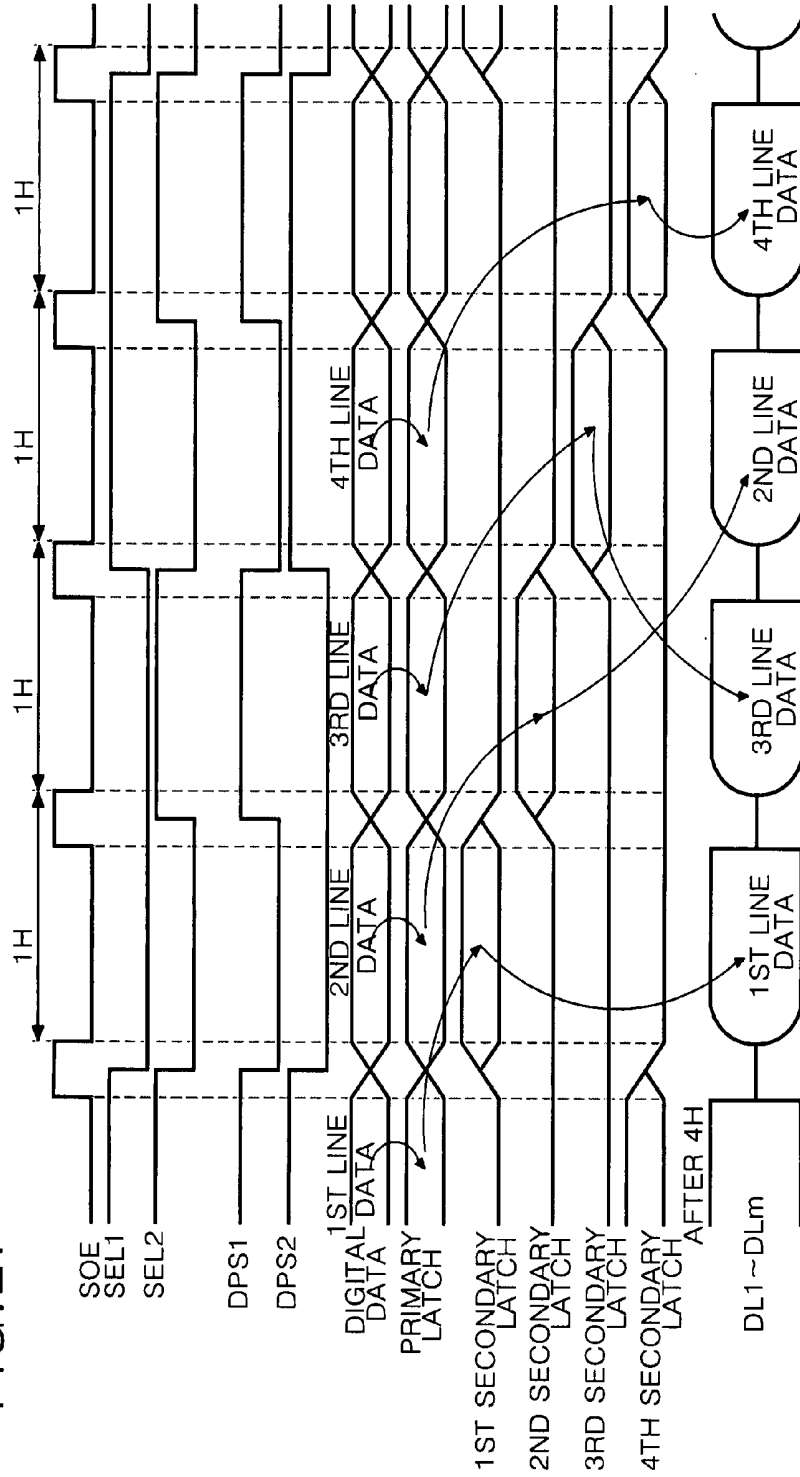 1H
1H
1H
1H
SOE
SEL1
SEL2
DPS1
DPS2
1ST LINE
DATA
2ND LINE
DATA
3RD LINE
DATA
4TH LINE
DATA
DIGITAL
DATA
PRIMARY
LATCH
1ST SECONDARY
LATCH
2ND SECONDARY
LATCH
3RD SECONDARY
LATCH
4TH SECONDARY
LATCH
AFTER 4H
DL1~DLm
1ST LINE
DATA
3RD LINE
DATA
2ND LINE
DATA
4TH LINE
DATA